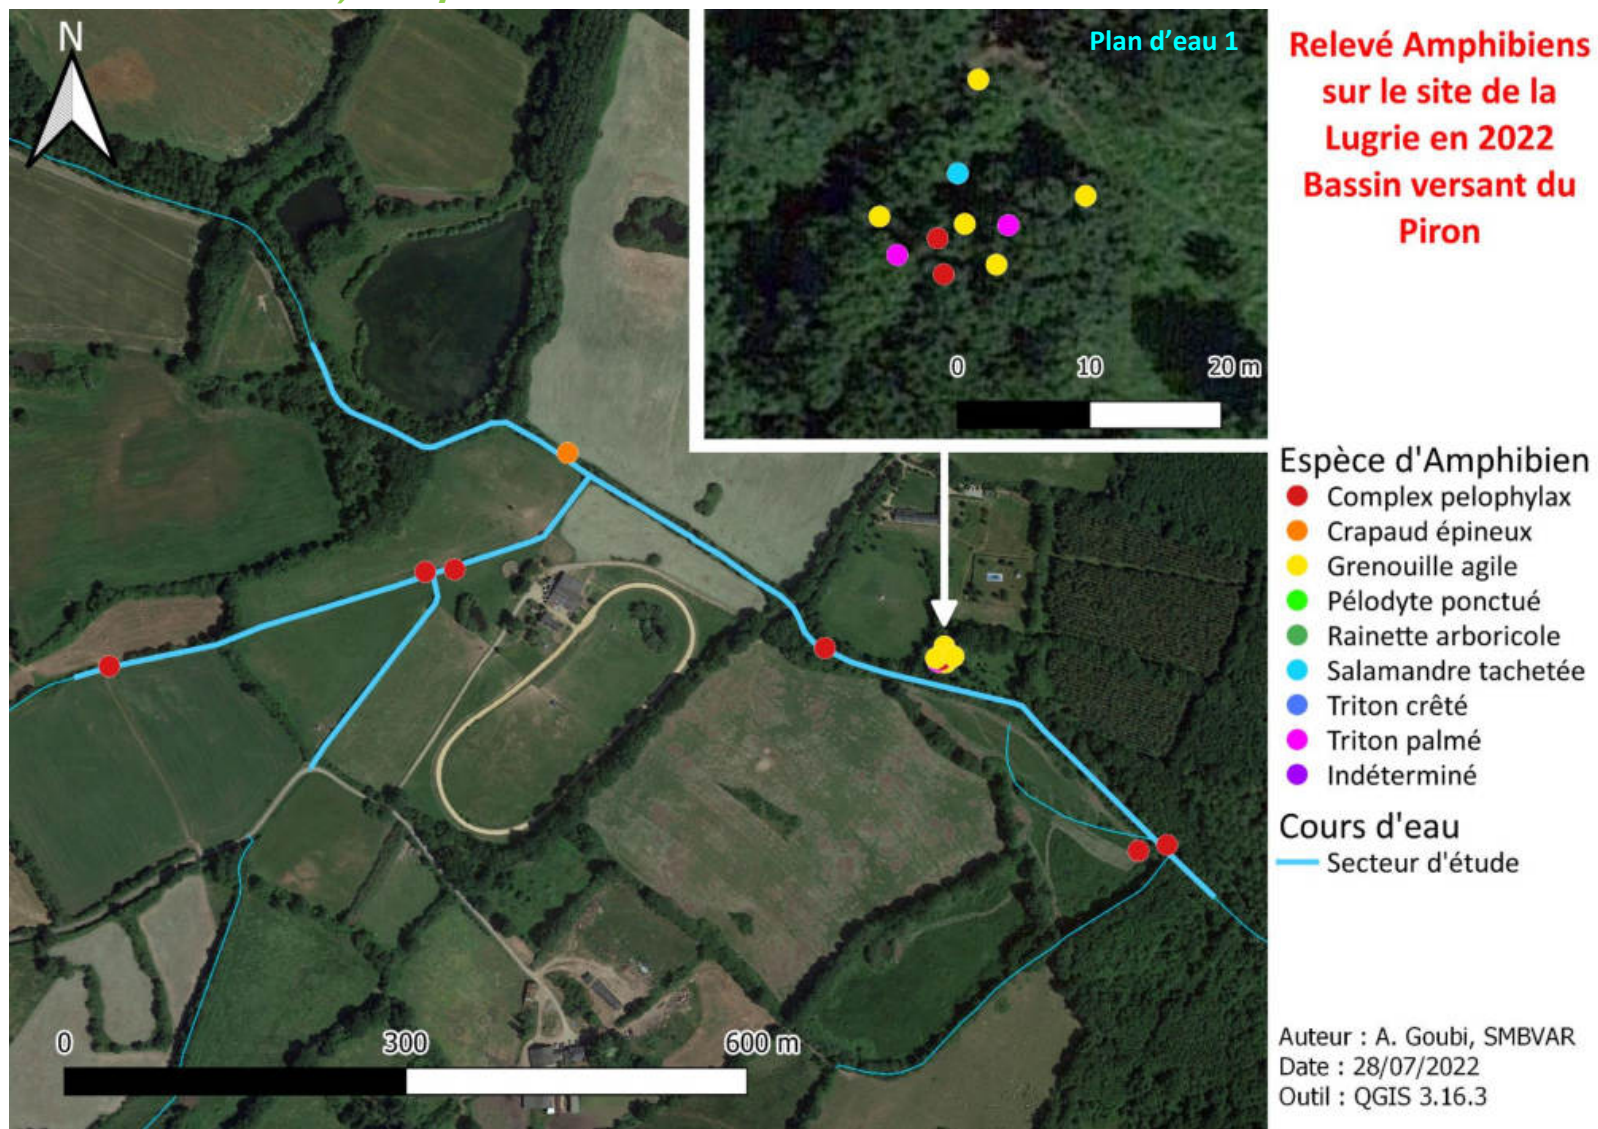 N
Plan d'eau 1
0 10 20 m
Relevé Amphibiens
sur le site de la
Lugrie en 2022
Bassin versant du
Piron
Espèce d'Amphibien
Complex pelophylax
Crapaud épineux
Grenouille agile
Pélodyte ponctué
Rainette arboricole
Salamandre tachetée
Triton crêté
Triton palmé
Indéterminé
Cours d'eau
Secteur d'étude
0 300 600 m
Auteur : A. Goubi, SMBVAR
Date : 28/07/2022
Outil : QGIS 3.16.3